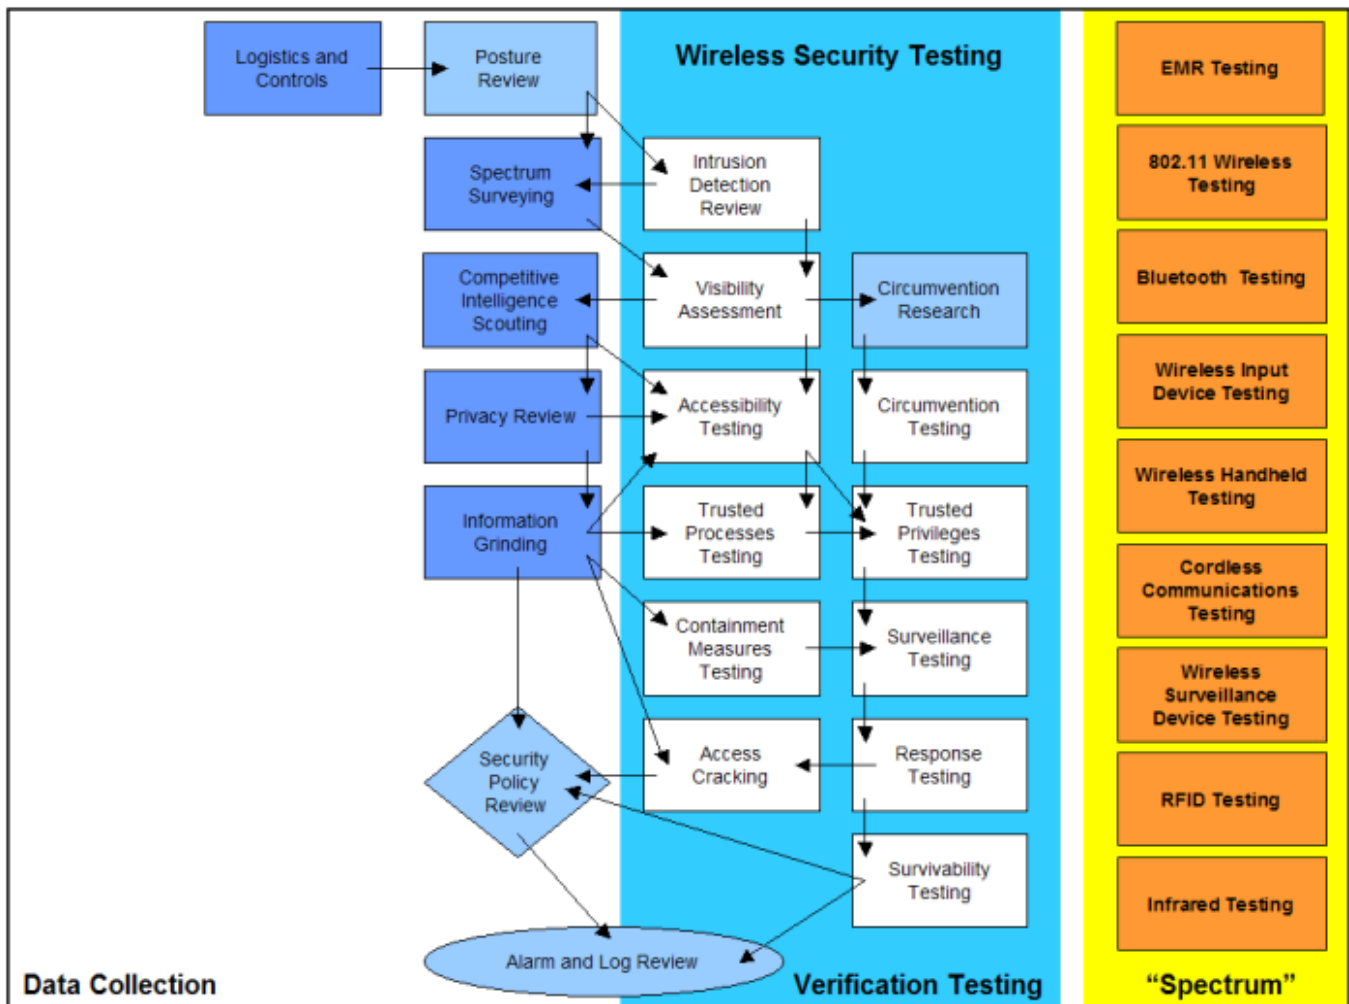 Logistics and
Controls
Posture
Review
Wireless Security Testing
EMR Testing
Spectrum
Surveying
Intrusion
Detection
Review
802.11 Wireless
Testing
Competitive
Intelligence
Scouting
Visibility
Assessment
Circumvention
Research
Bluetooth Testing
Privacy Review
Accessibility
Testing
Circumvention
Testing
Wireless Input
Device Testing
Information
Grinding
Trusted
Processes
Testing
Trusted
Privileges
Testing
Wireless Handheld
Testing
Containment
Measures
Testing
Surveillance
Testing
Cordless
Communications
Testing
Security
Policy
Review
Access
Cracking
Response
Testing
Wireless
Surveillance
Device Testing
RFID Testing
Survivability
Testing
Infrared Testing
Alarm and Log Review
Data Collection
Verification Testing
“Spectrum”